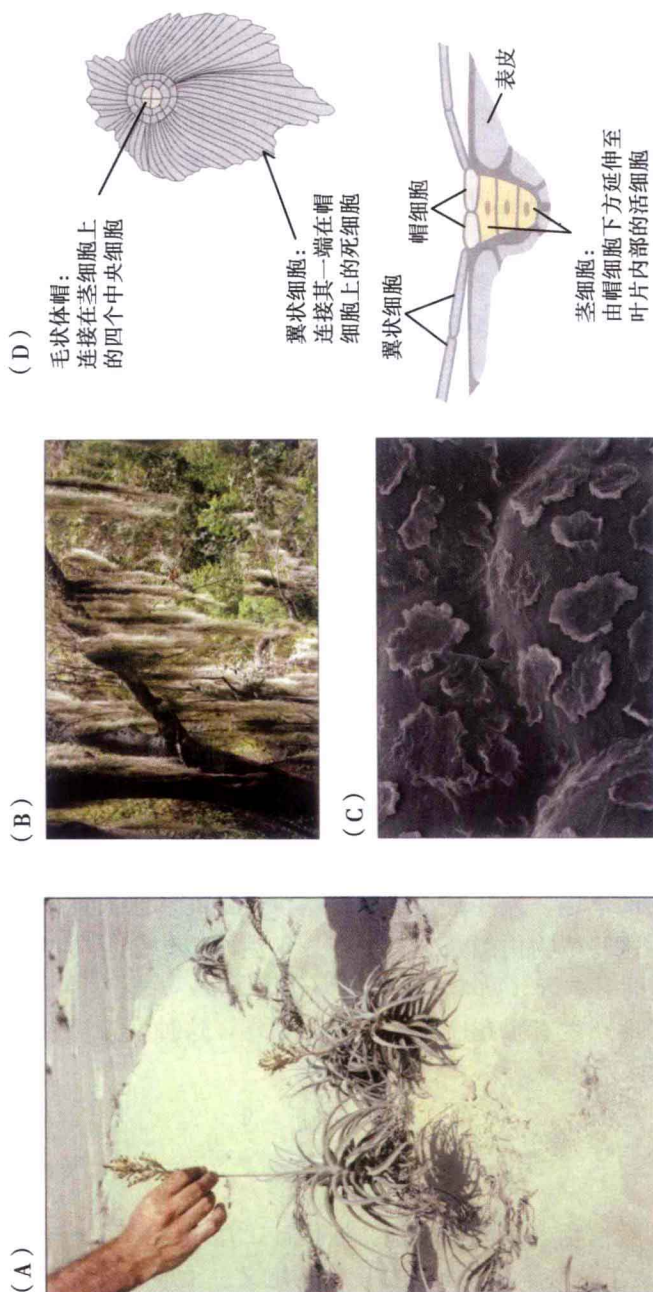 (A)
(B)
(C)
(D)
毛状体帽：
连接在茎细胞上
的四个中央细胞
翼状细胞：
连接其一端在帽
细胞上的死细胞
翼状细胞
帽细胞
表皮
茎细胞：
由帽细胞下方延伸至
叶片内部的活细胞